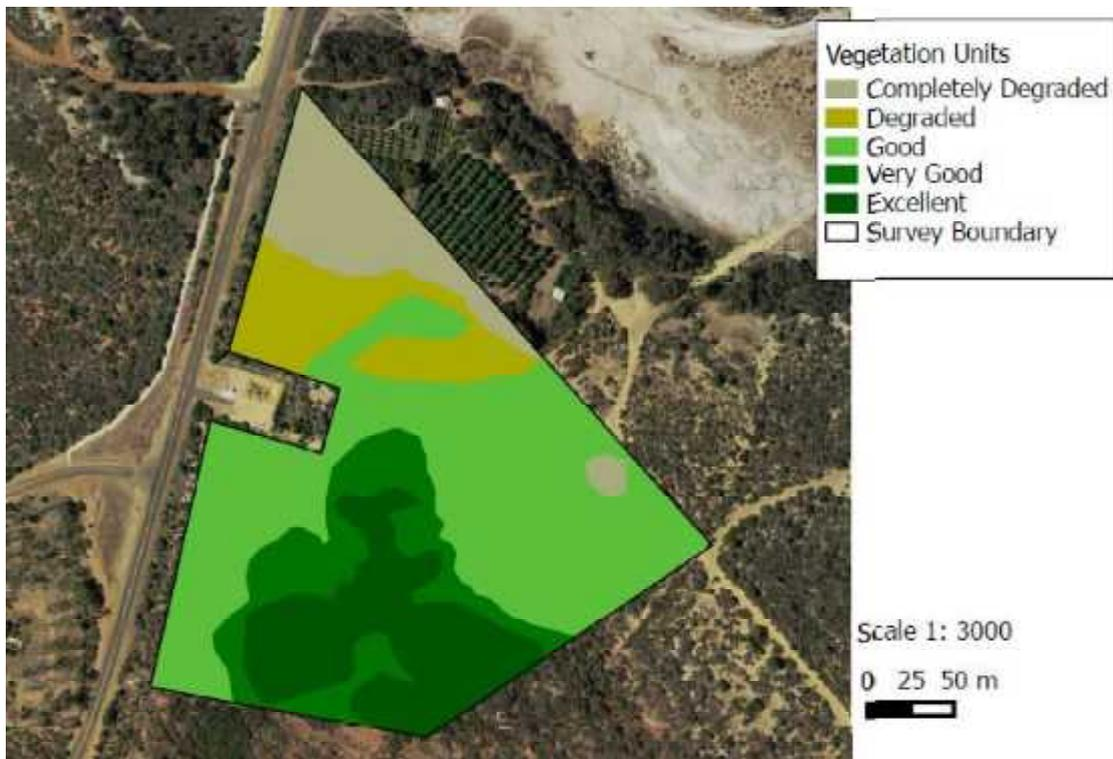 Vegetation Units
Completely Degraded
Degraded
Good
Very Good
Excellent
Survey Boundary
Scale 1: 3000
0 25 50 m